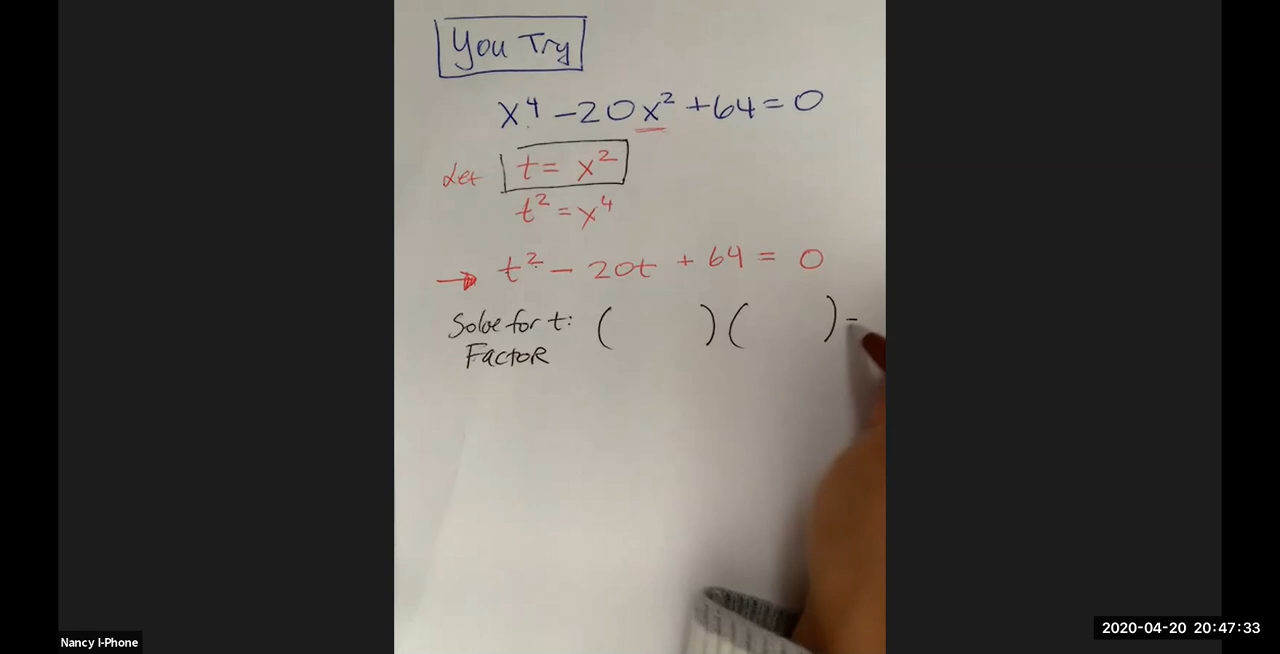 You Try
x⁴ - 20x² + 64 = 0
Let t = x²
t² = x⁴
→ t² - 20t + 64 = 0
Solve for t: ( )( ) -
Factor
Nancy I-Phone
2020-04-20 20:47:33